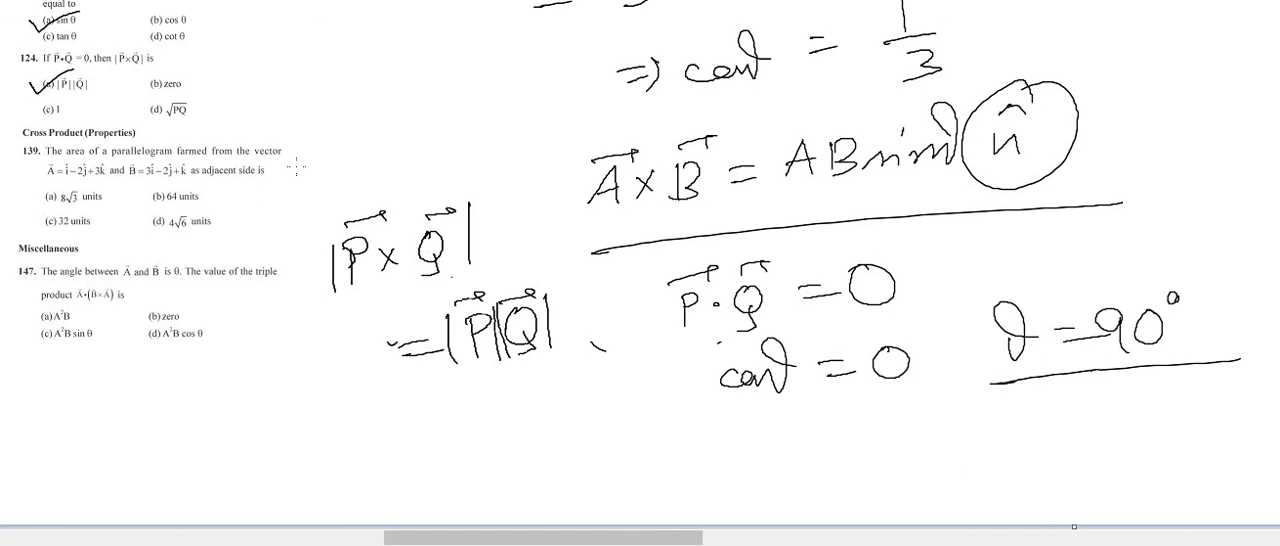 equal to
(a) sin θ (b) cos θ
(c) tan θ (d) cot θ
124. If P⃗•Q⃗ = 0, then |P⃗×Q⃗| is
(a) |P⃗||Q⃗| (b) zero
(c) 1 (d) √PQ
Cross Product (Properties)
139. The area of a parallelogram farmed from the vector
A⃗ = î−2ĵ+3k̂ and B⃗ = 3î−2ĵ+k̂ as adjacent side is
(a) 8√3 units (b) 64 units
(c) 32 units (d) 4√6 units
Miscellaneous
147. The angle between A⃗ and B⃗ is θ. The value of the triple
product A⃗•(B⃗×A⃗) is
(a) A²B (b) zero
(c) A²B sin θ (d) A²B cos θ
⇒ cosθ = 1/3
A⃗ × B⃗ = AB sinθ n̂
|P⃗ × Q⃗|
= |P⃗||Q⃗|
P⃗ · Q⃗ = 0
cosθ = 0
θ = 90°